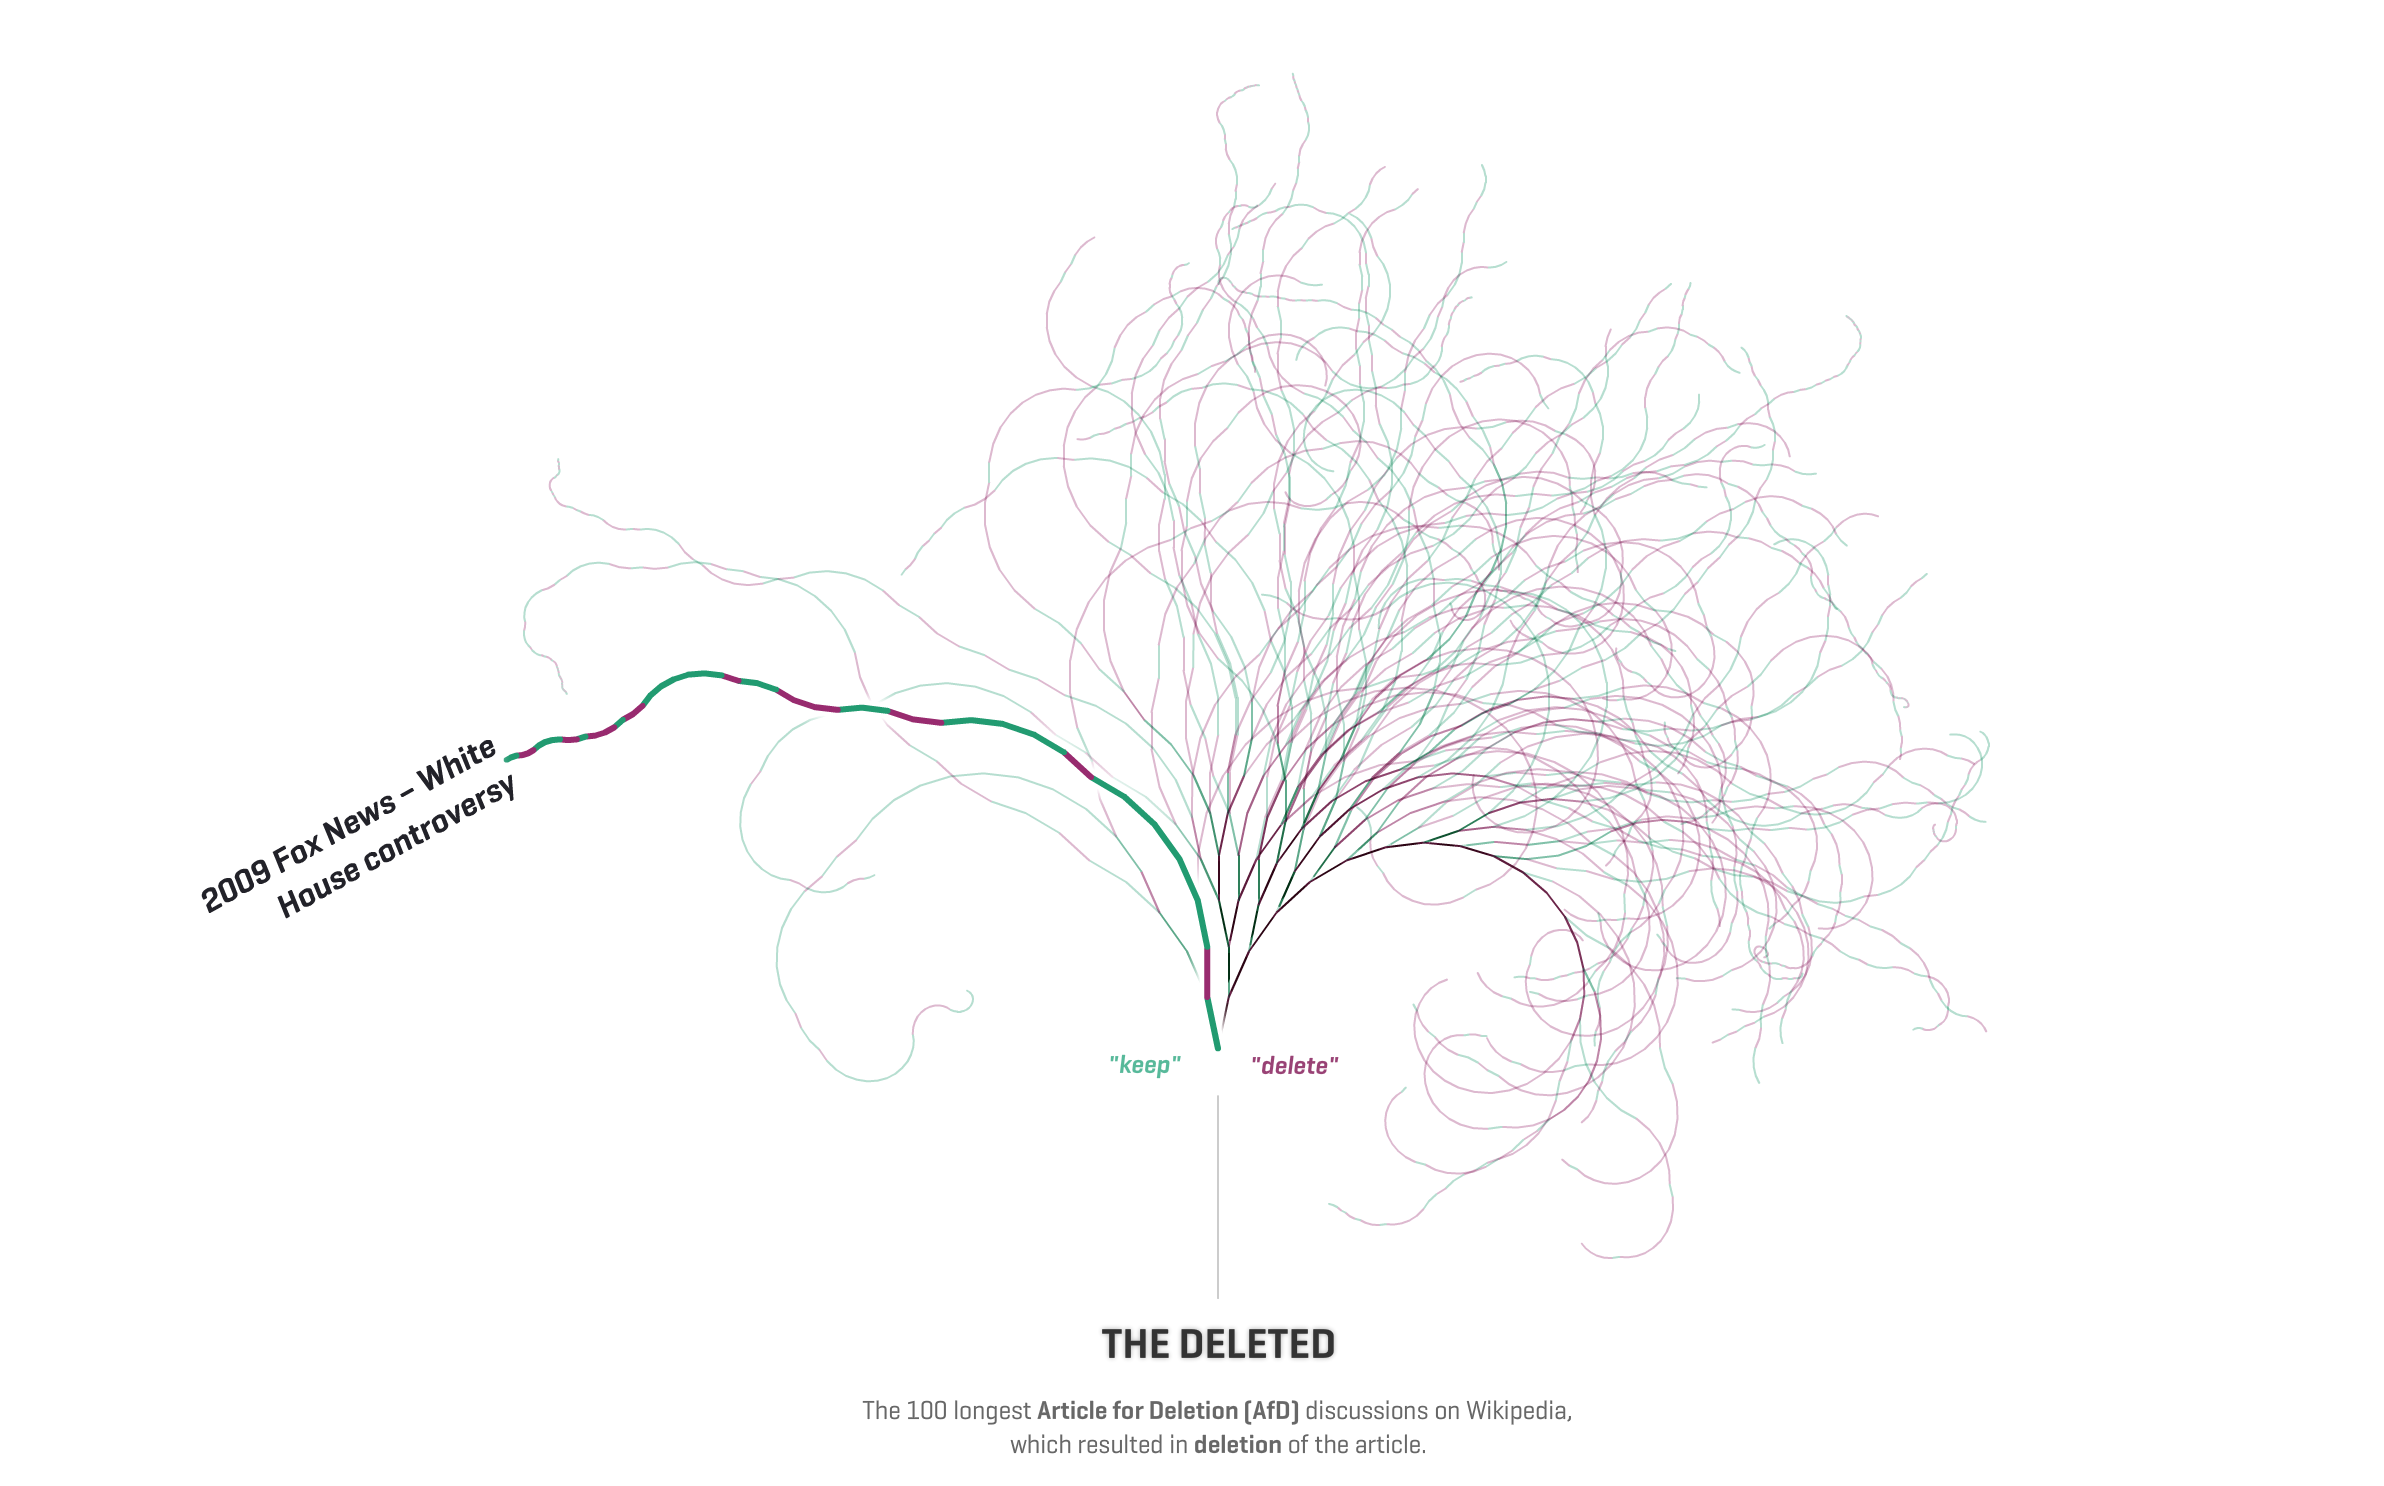 2009 Fox News – White
House controversy
"keep"
"delete"
THE DELETED
The 100 longest Article for Deletion (AfD) discussions on Wikipedia,
which resulted in deletion of the article.